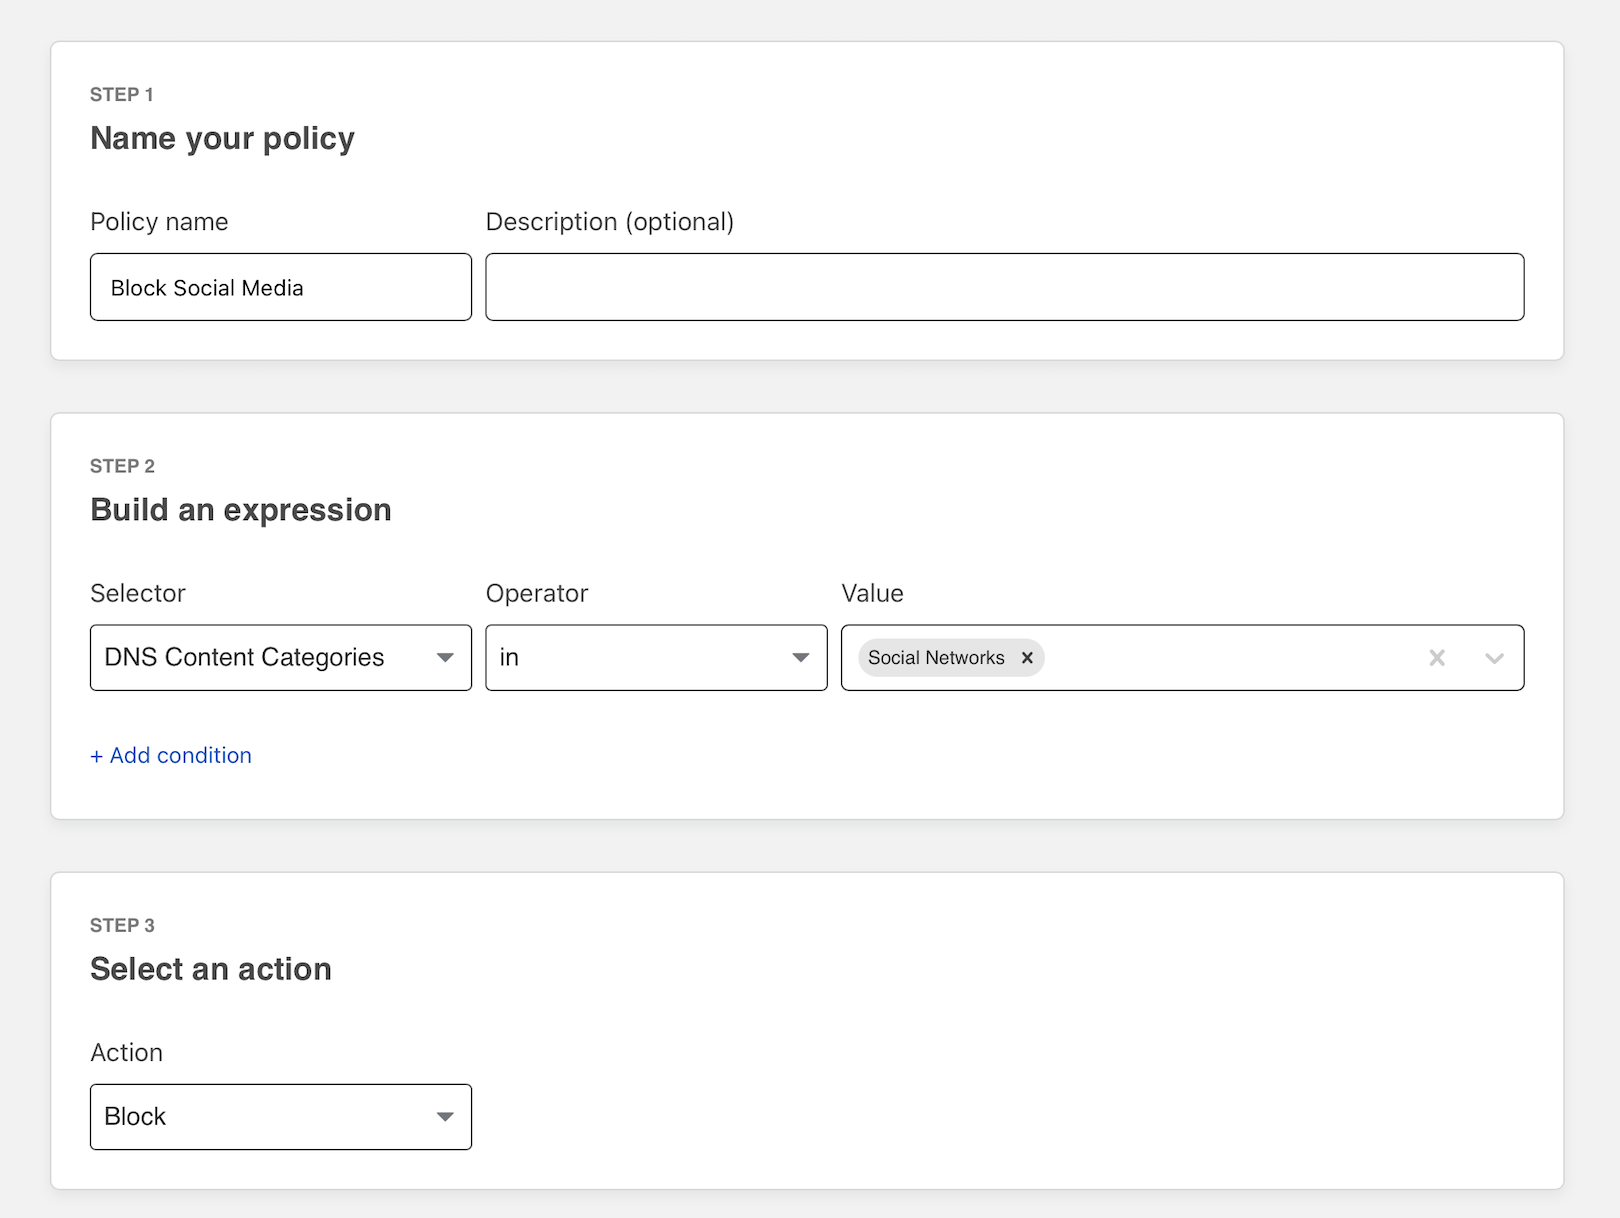 STEP 1
Name your policy
Policy name Description (optional)
Block Social Media
STEP 2
Build an expression
Selector Operator Value
DNS Content Categories in Social Networks
+ Add condition
STEP 3
Select an action
Action
Block